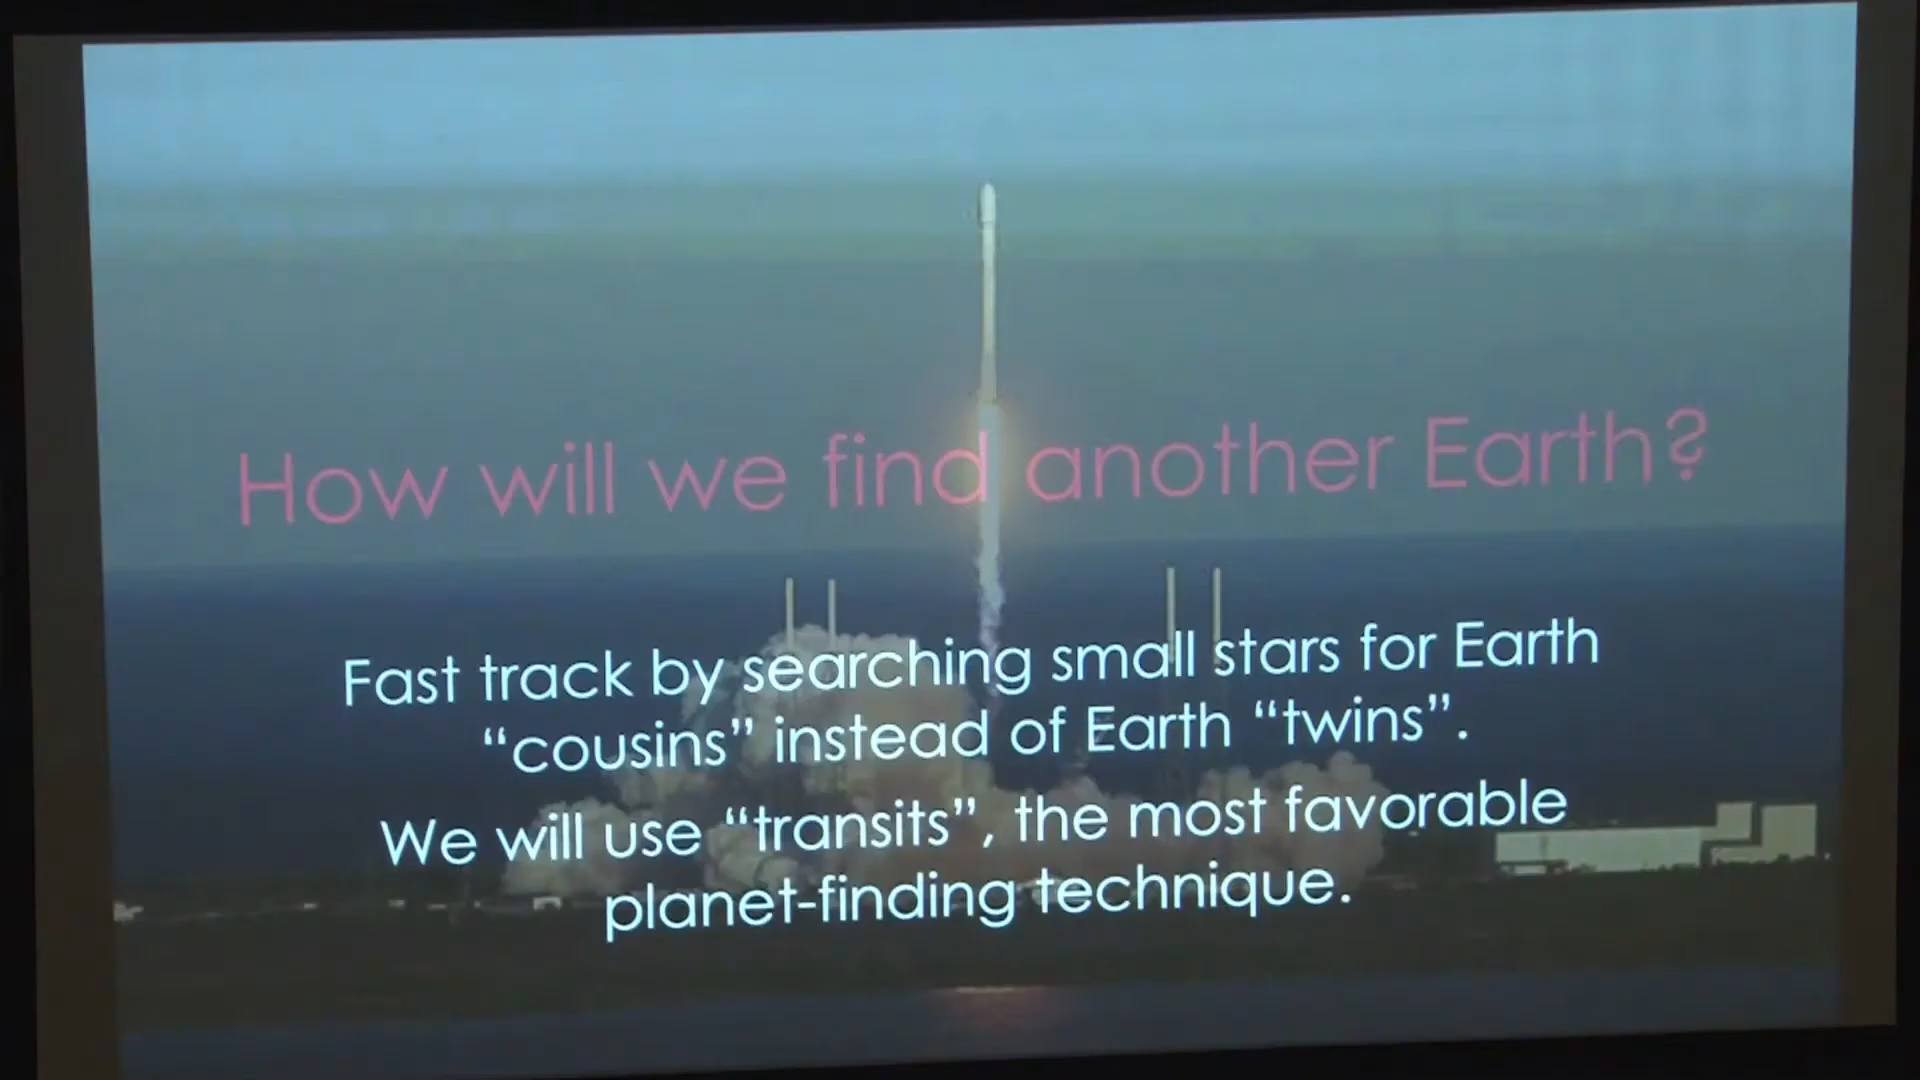 How will we find another Earth?
Fast track by searching small stars for Earth
“cousins” instead of Earth “twins”.
We will use “transits”, the most favorable
planet-finding technique.